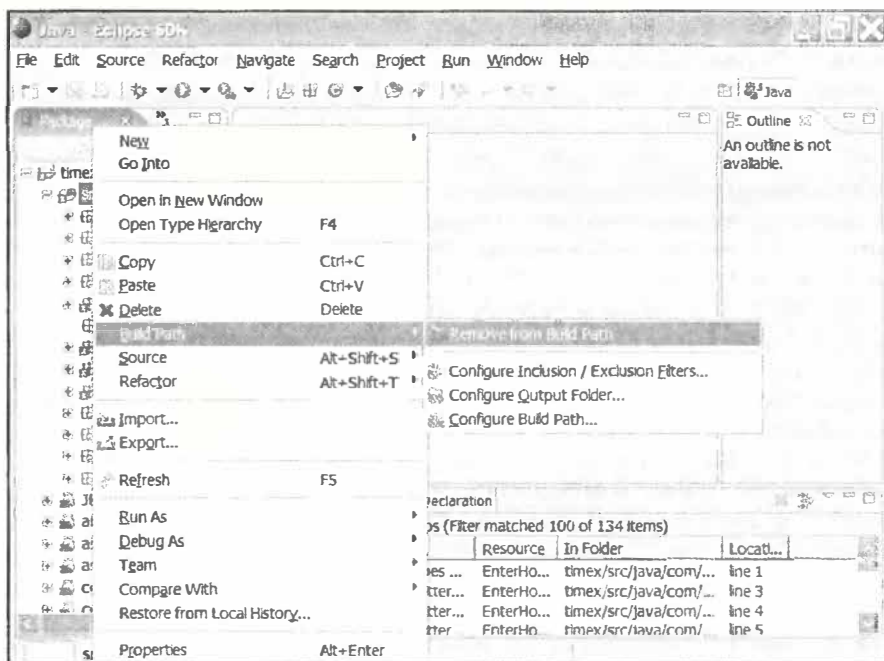 Java - Eclipse SDK
File Edit Source Refactor Navigate Search Project Run Window Help
Java
Package
Outline
An outline is not
available.
timex
New
Go Into
Open in New Window
Open Type Hierarchy F4
Copy Ctrl+C
Paste Ctrl+V
Delete Delete
Build Path
Remove from Build Path
Source Alt+Shift+S
Configure Inclusion / Exclusion Filters...
Refactor Alt+Shift+T
Configure Output Folder...
Configure Build Path...
Import...
Export...
Refresh F5
Run As
Debug As
Team
Compare With
Restore from Local History...
Properties Alt+Enter
Declaration
(Filter matched 100 of 134 items)
Resource In Folder Locati...
EnterHo... timex/src/java/com/... line 1
EnterHo... timex/src/java/com/... line 3
EnterHo... timex/src/java/com/... line 4
EnterHo... timex/src/java/com/... line 5